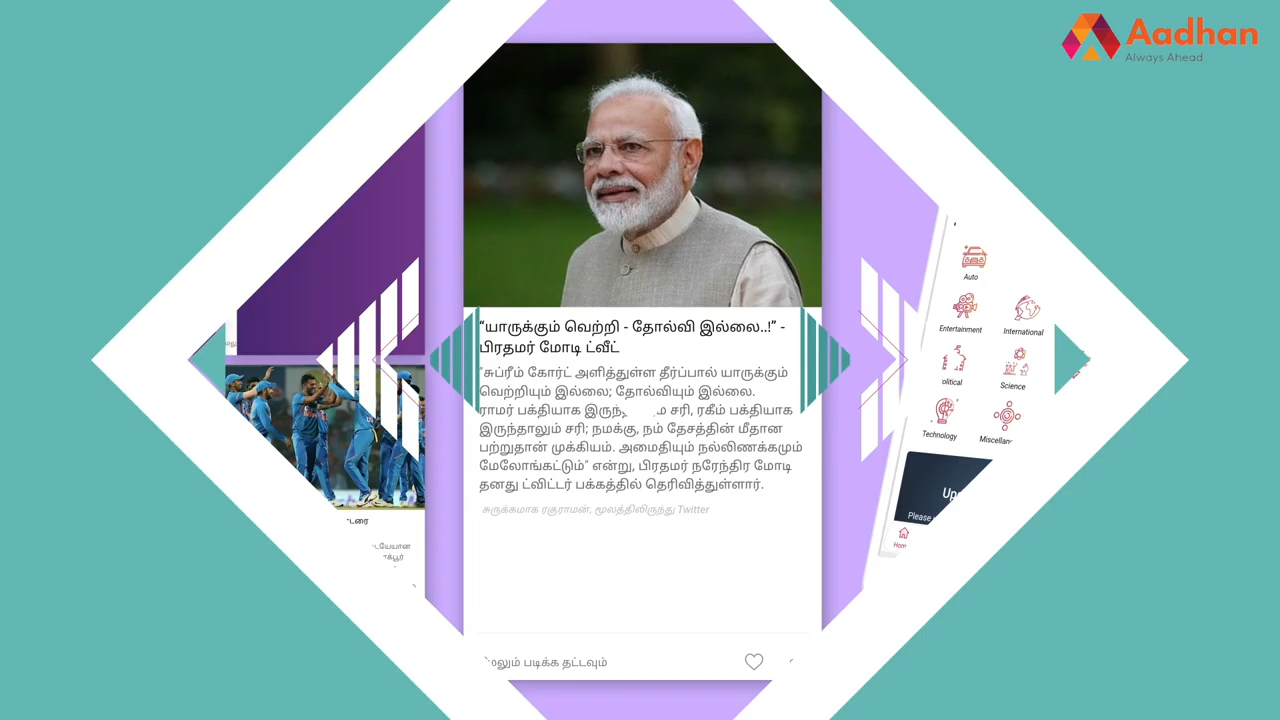 Aadhan
Always Ahead
“யாருக்கும் வெற்றி - தோல்வி இல்லை..!” -
பிரதமர் மோடி ட்வீட்
"சுப்ரீம் கோர்ட் அளித்துள்ள தீர்ப்பால் யாருக்கும்
வெற்றியும் இல்லை; தோல்வியும் இல்லை.
ராமர் பக்தியாக சரி, ரகீம் பக்தியாக
இருந்தாலும் சரி; நமக்கு, நம் தேசத்தின் மீதான
பற்றுதான் முக்கியம். அமைதியும் நல்லிணக்கமும்
மேலோங்கட்டும்" என்று, பிரதமர் நரேந்திர மோடி
தனது ட்விட்டர் பக்கத்தில் தெரிவித்துள்ளார்.
சுருக்கமாக ரகுராமன், மூலத்திலிருந்து Twitter
படிக்க தட்டவும்
Auto
Entertainment
International
Science
Technology
Please